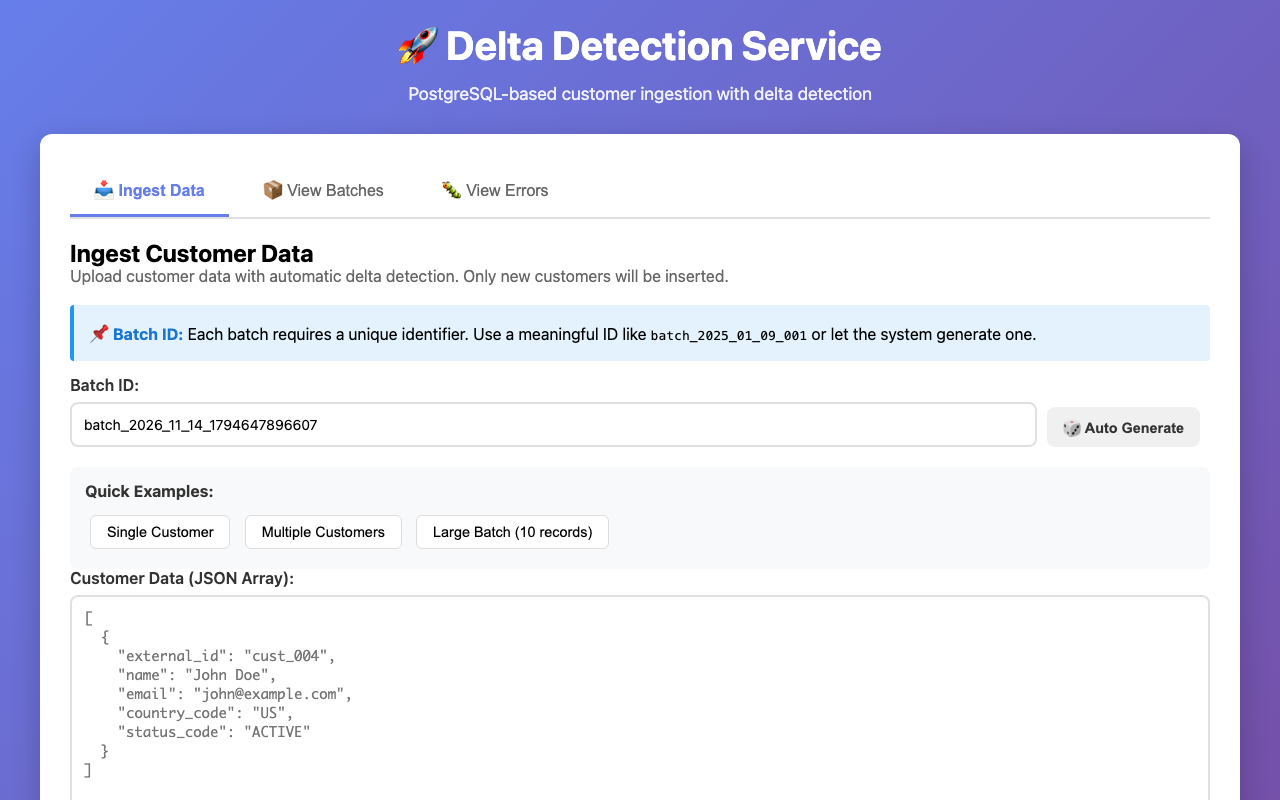 🚀 Delta Detection Service
PostgreSQL-based customer ingestion with delta detection
📥 Ingest Data
📦 View Batches
🐛 View Errors
Ingest Customer Data
Upload customer data with automatic delta detection. Only new customers will be inserted.
📌 Batch ID: Each batch requires a unique identifier. Use a meaningful ID like batch_2025_01_09_001 or let the system generate one.
Batch ID:
batch_2026_11_14_1794647896607
🎲 Auto Generate
Quick Examples:
Single Customer
Multiple Customers
Large Batch (10 records)
Customer Data (JSON Array):
[
  {
    "external_id": "cust_004",
    "name": "John Doe",
    "email": "john@example.com",
    "country_code": "US",
    "status_code": "ACTIVE"
  }
]